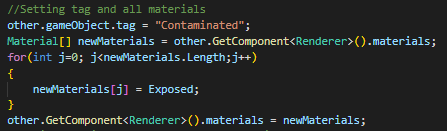 //Setting tag and all materials
other.gameObject.tag = "Contaminated";
Material[] newMaterials = other.GetComponent<Renderer>().materials;
for(int j=0; j<newMaterials.Length;j++)
{
newMaterials[j] = Exposed;
}
other.GetComponent<Renderer>().materials = newMaterials;